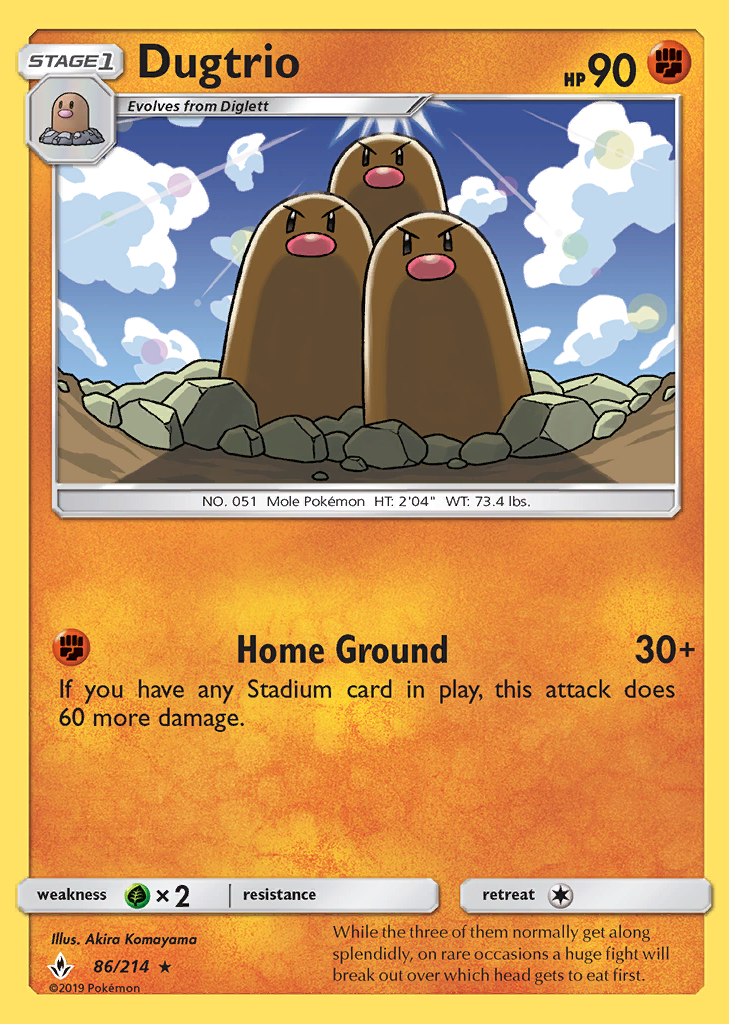 STAGE1
Dugtrio
HP90
Evolves from Diglett
NO. 051 Mole Pokémon HT: 2'04" WT: 73.4 lbs.
Home Ground 30+
If you have any Stadium card in play, this attack does
60 more damage.
weakness ×2 resistance retreat
Illus. Akira Komayama
86/214 ★
©2019 Pokémon
While the three of them normally get along
splendidly, on rare occasions a huge fight will
break out over which head gets to eat first.